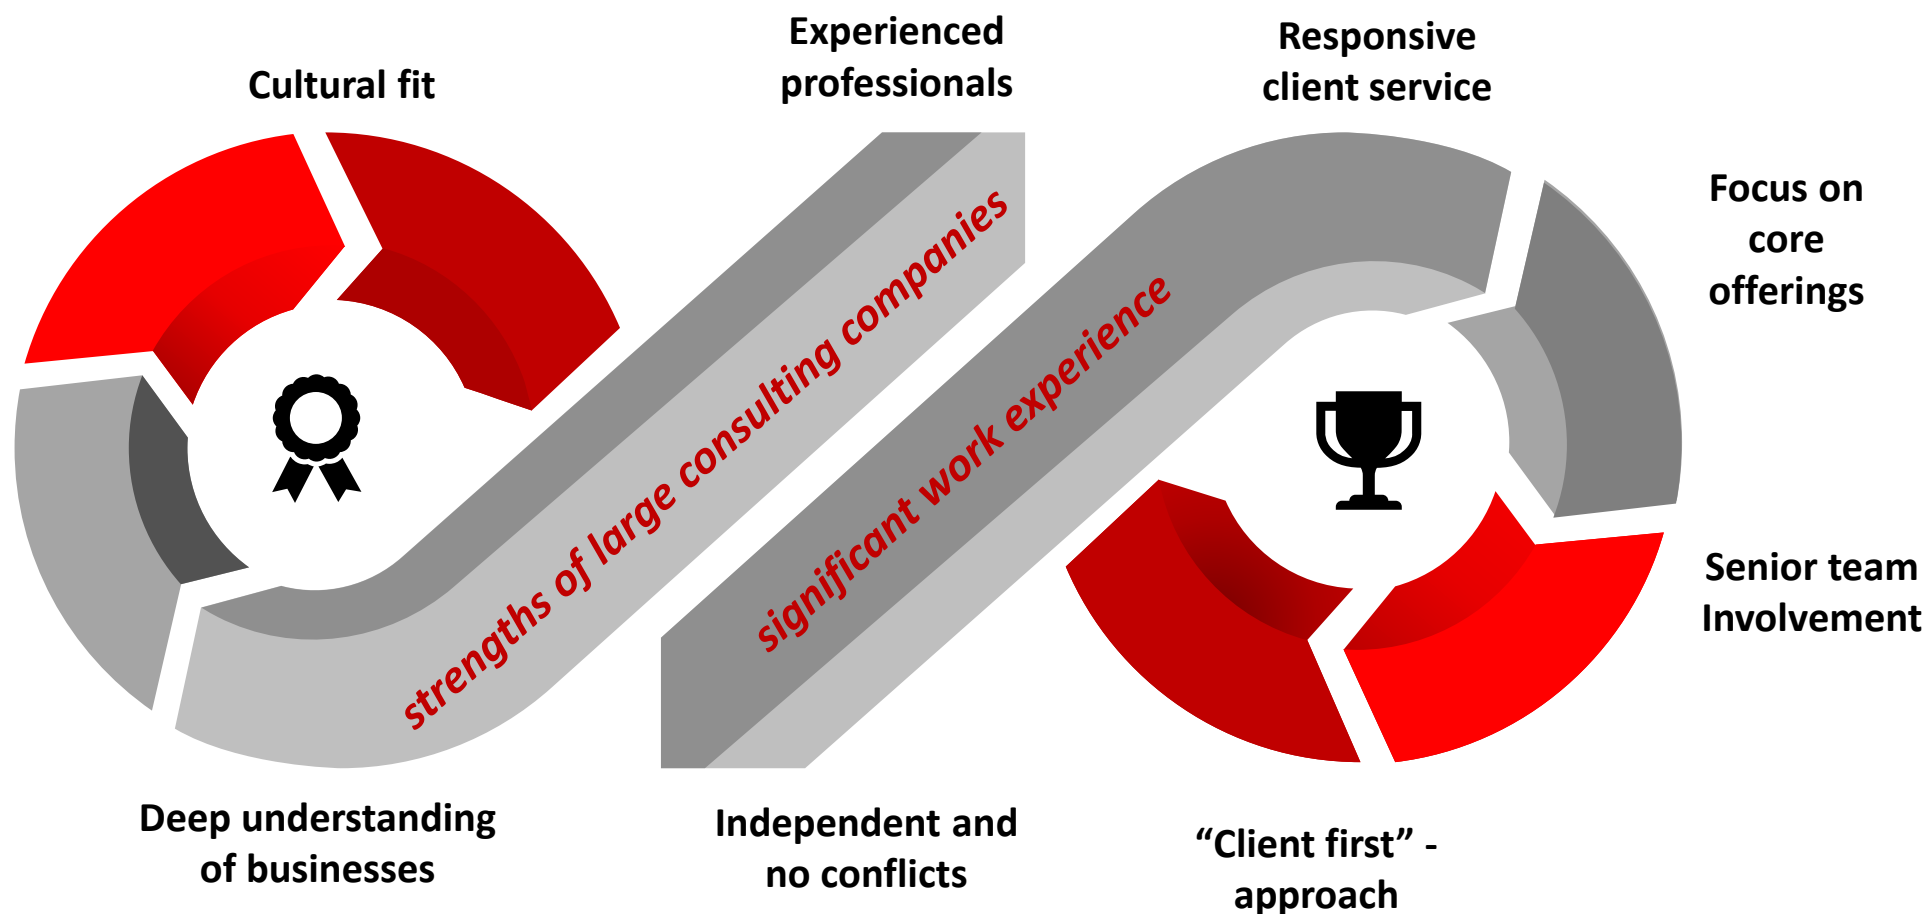 Cultural fit
Experienced
professionals
Responsive
client service
Focus on
core
offerings
strengths of large consulting companies
significant work experience
Senior team
Involvement
Deep understanding
of businesses
Independent and
no conflicts
“Client first” -
approach